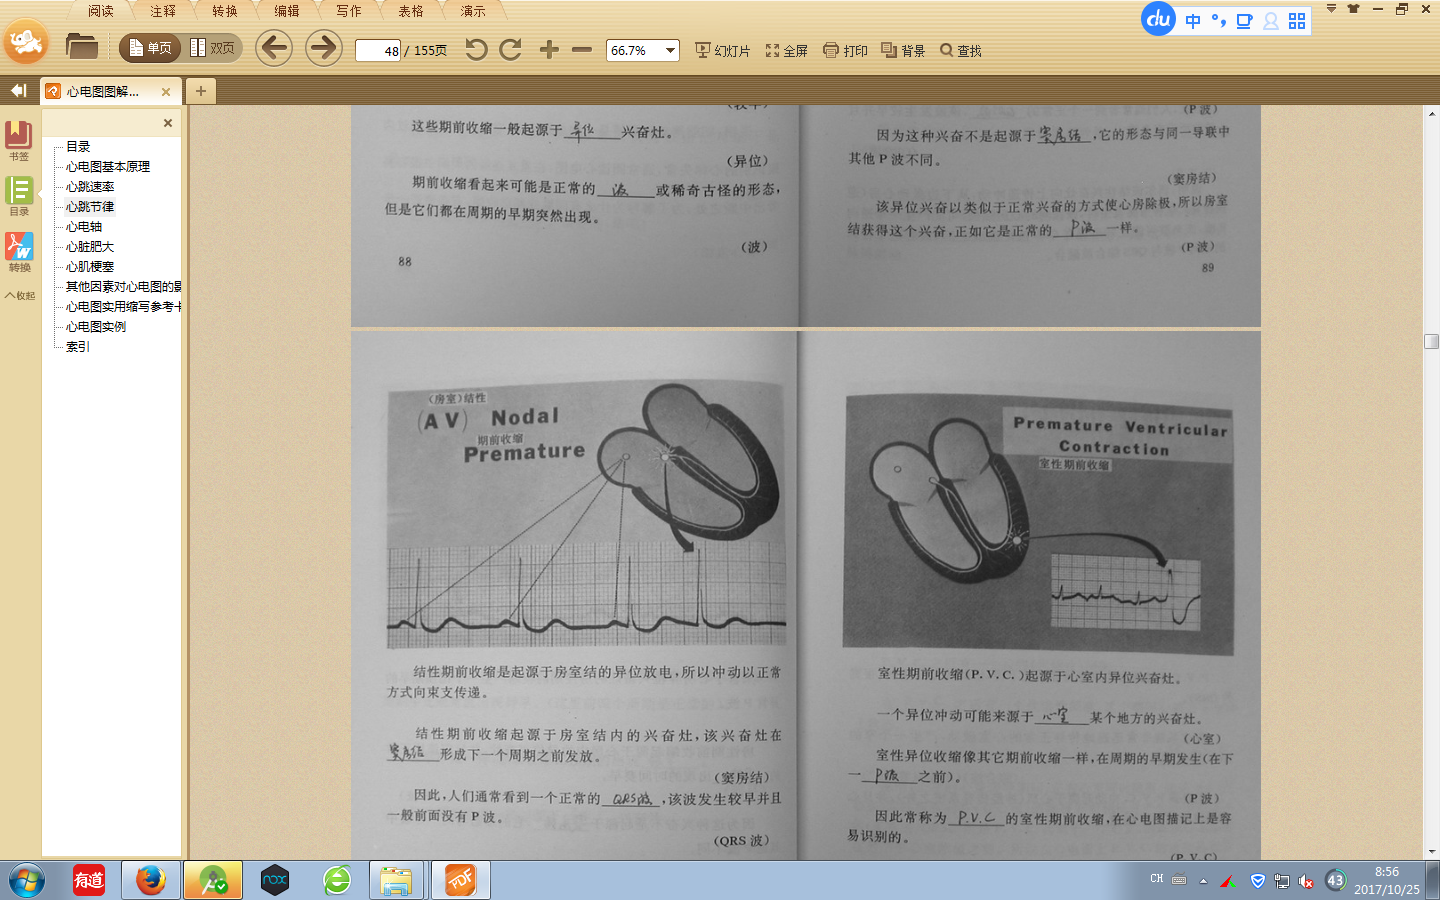 阅读 注释 转换 编辑 写作 表格 演示
du 中
单页 双页 48 / 155页 66.7% 幻灯片 全屏 打印 背景 查找
心电图图解...
书签
目录
转换
收起
目录
心电图基本原理
心跳速率
心跳节律
心电轴
心脏肥大
心肌梗塞
其他因素对心电图的影
心电图实用缩写参考卡
心电图实例
索引
这些期前收缩一般起源于 异位 兴奋灶。
(异位)
期前收缩看起来可能是正常的 波 或稀奇古怪的形态,
但是它们都在周期的早期突然出现。
(波)
88
(P 波)
因为这种兴奋不是起源于 窦房结 ,它的形态与同一导联中
其他 P 波不同。
(窦房结)
该异位兴奋以类似于正常兴奋的方式使心房除极,所以房室
结获得这个兴奋,正如它是正常的 P波 一样。
(P 波)
89
(房室)结性
(AV) Nodal
期前收缩
Premature
结性期前收缩是起源于房室结的异位放电,所以冲动以正常
方式向束支传递。
结性期前收缩起源于房室结内的兴奋灶,该兴奋灶在
窦房结 形成下一个周期之前发放。
(窦房结)
因此,人们通常看到一个正常的 QRS波 ,该波发生较早并且
一般前面没有 P 波。
(QRS 波)
Premature Ventricular
Contraction
室性期前收缩
室性期前收缩(P.V.C.)起源于心室内异位兴奋灶。
一个异位冲动可能来源于 心室 某个地方的兴奋灶。
(心室)
室性异位收缩像其它期前收缩一样,在周期的早期发生(在下
一 P波 之前)。
(P 波)
因此常称为 P.V.C 的室性期前收缩,在心电图描记上是容
易识别的。
(P.V.C)
有道
nox
PDF
CH
43
8:56
2017/10/25